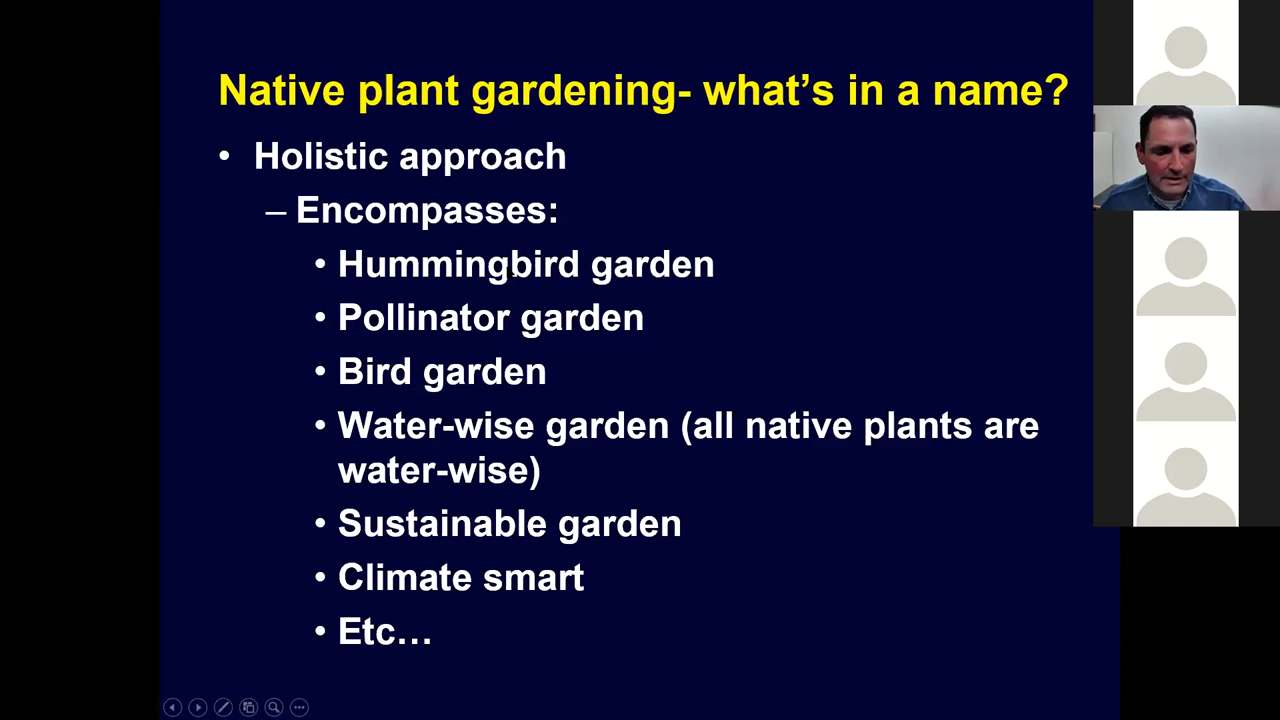 Native plant gardening- what’s in a name?
• Holistic approach
– Encompasses:
• Hummingbird garden
• Pollinator garden
• Bird garden
• Water-wise garden (all native plants are
water-wise)
• Sustainable garden
• Climate smart
• Etc…